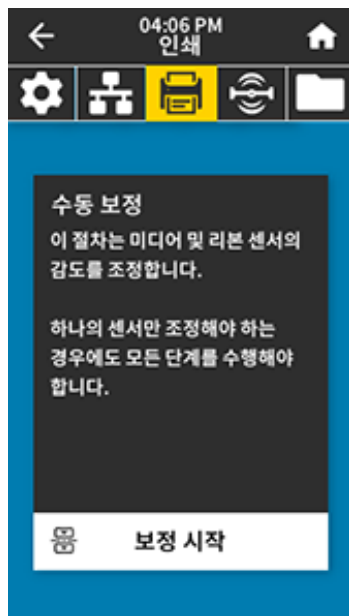 04:06 PM
인쇄
수동 보정
이 절차는 미디어 및 리본 센서의
감도를 조정합니다.
하나의 센서만 조정해야 하는
경우에도 모든 단계를 수행해야
합니다.
보정 시작